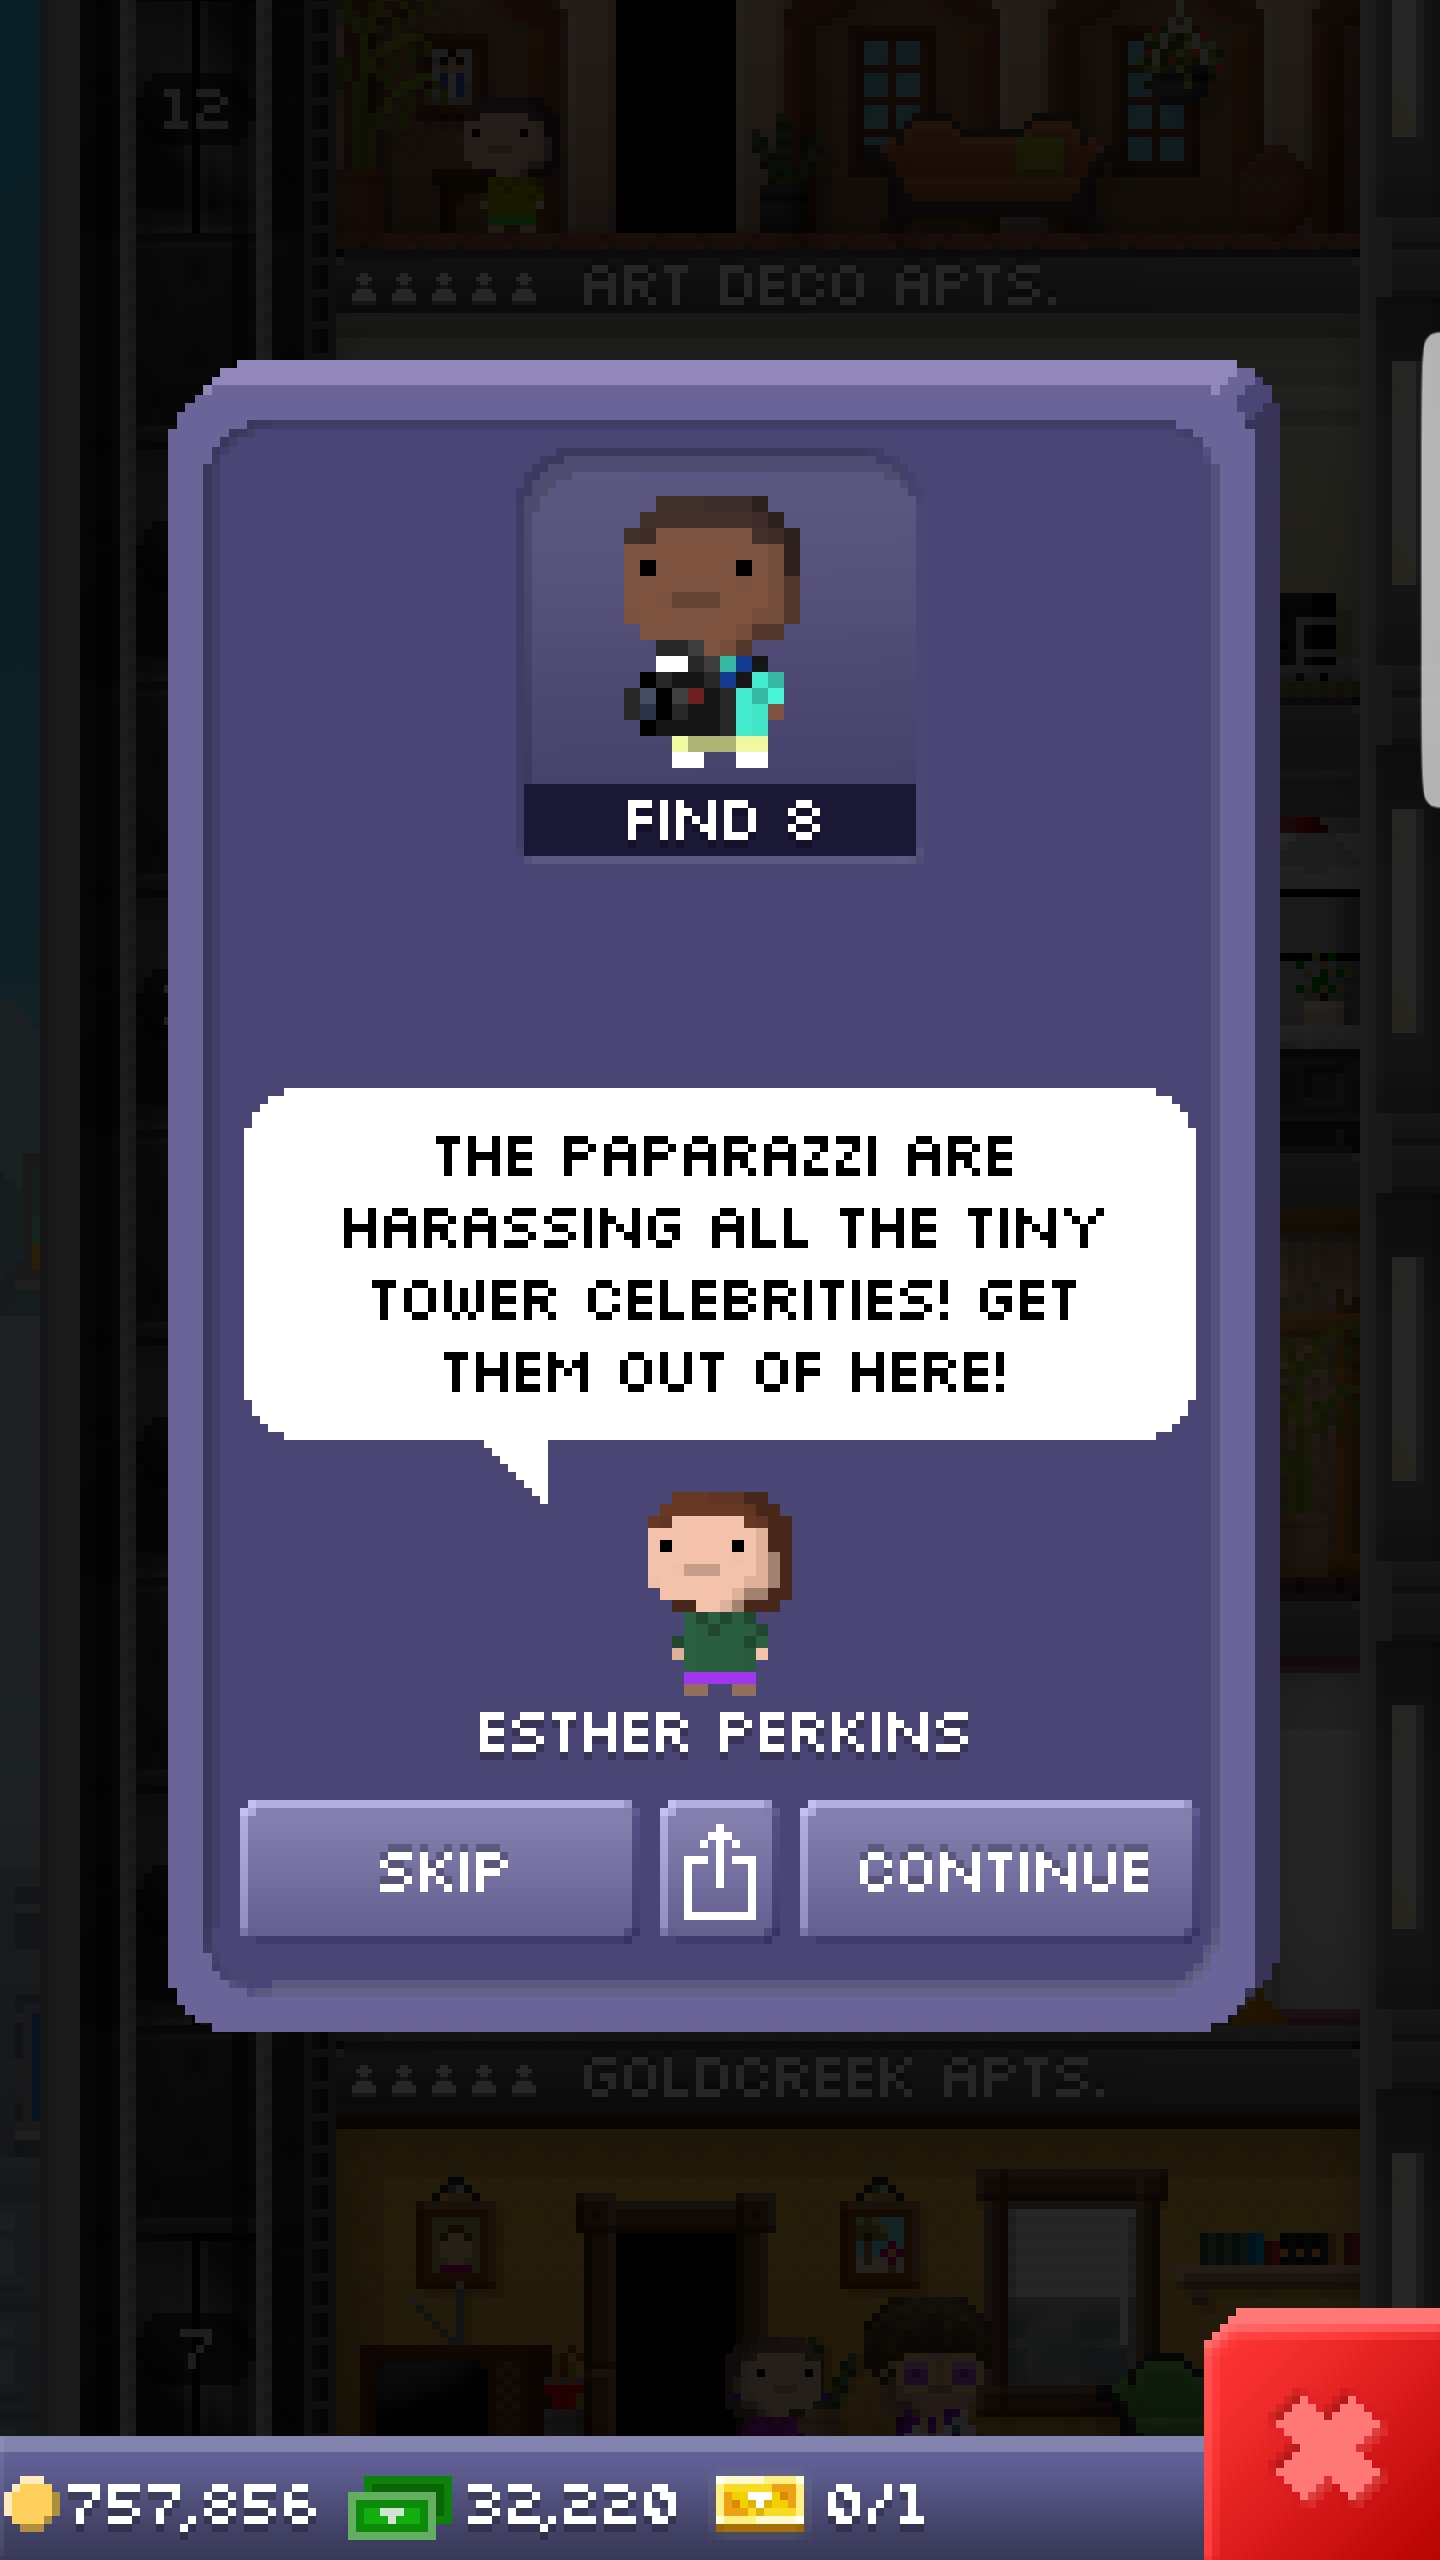 12
ART DECO APTS.
FIND 8
THE PAPARAZZI ARE
HARASSING ALL THE TINY
TOWER CELEBRITIES! GET
THEM OUT OF HERE!
ESTHER PERKINS
SKIP
CONTINUE
GOLDCREEK APTS.
7
757,856
32,220
0/1